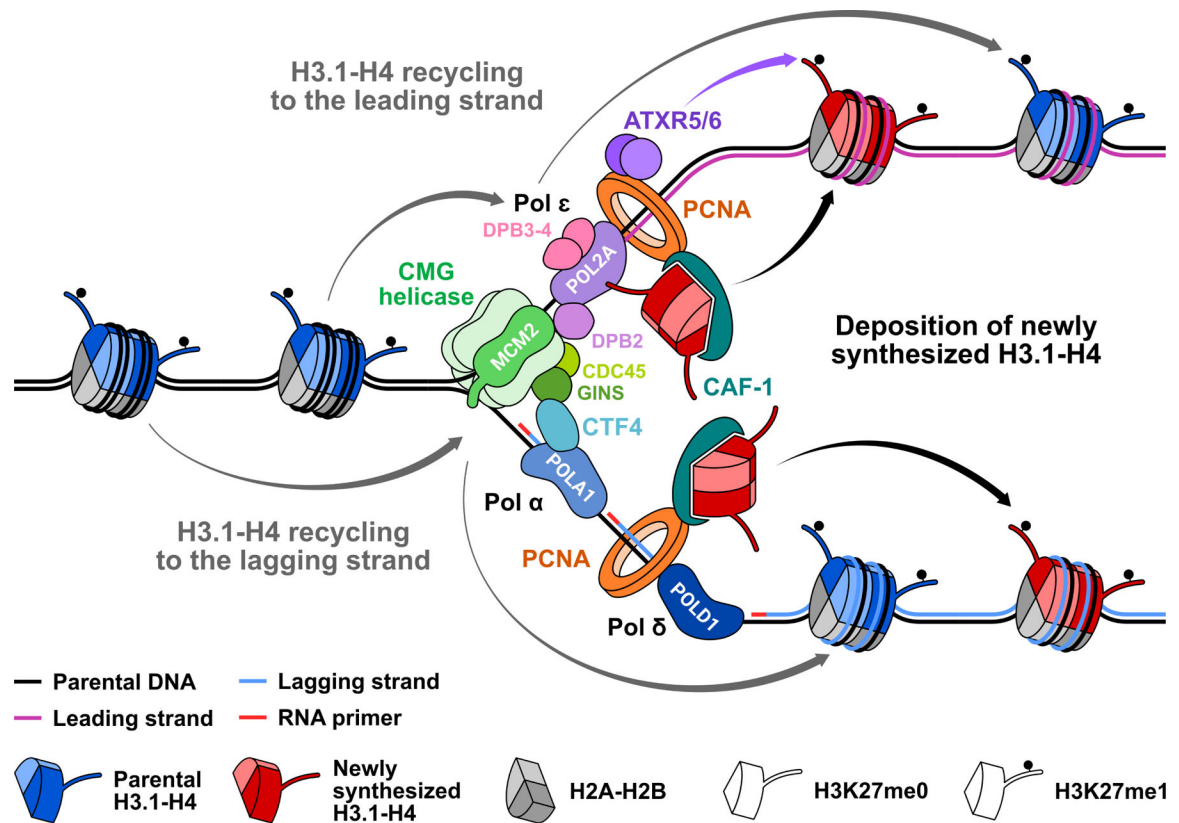 H3.1-H4 recycling
to the leading strand
ATXR5/6
Pol ε
PCNA
DPB3-4
POL2A
CMG
helicase
MCM2
DPB2
CDC45
GINS
CAF-1
Deposition of newly
synthesized H3.1-H4
CTF4
POLA1
Pol α
H3.1-H4 recycling
to the lagging strand
PCNA
POLD1
Pol δ
Parental DNA
Lagging strand
Leading strand
RNA primer
Parental
H3.1-H4
Newly
synthesized
H3.1-H4
H2A-H2B
H3K27me0
H3K27me1